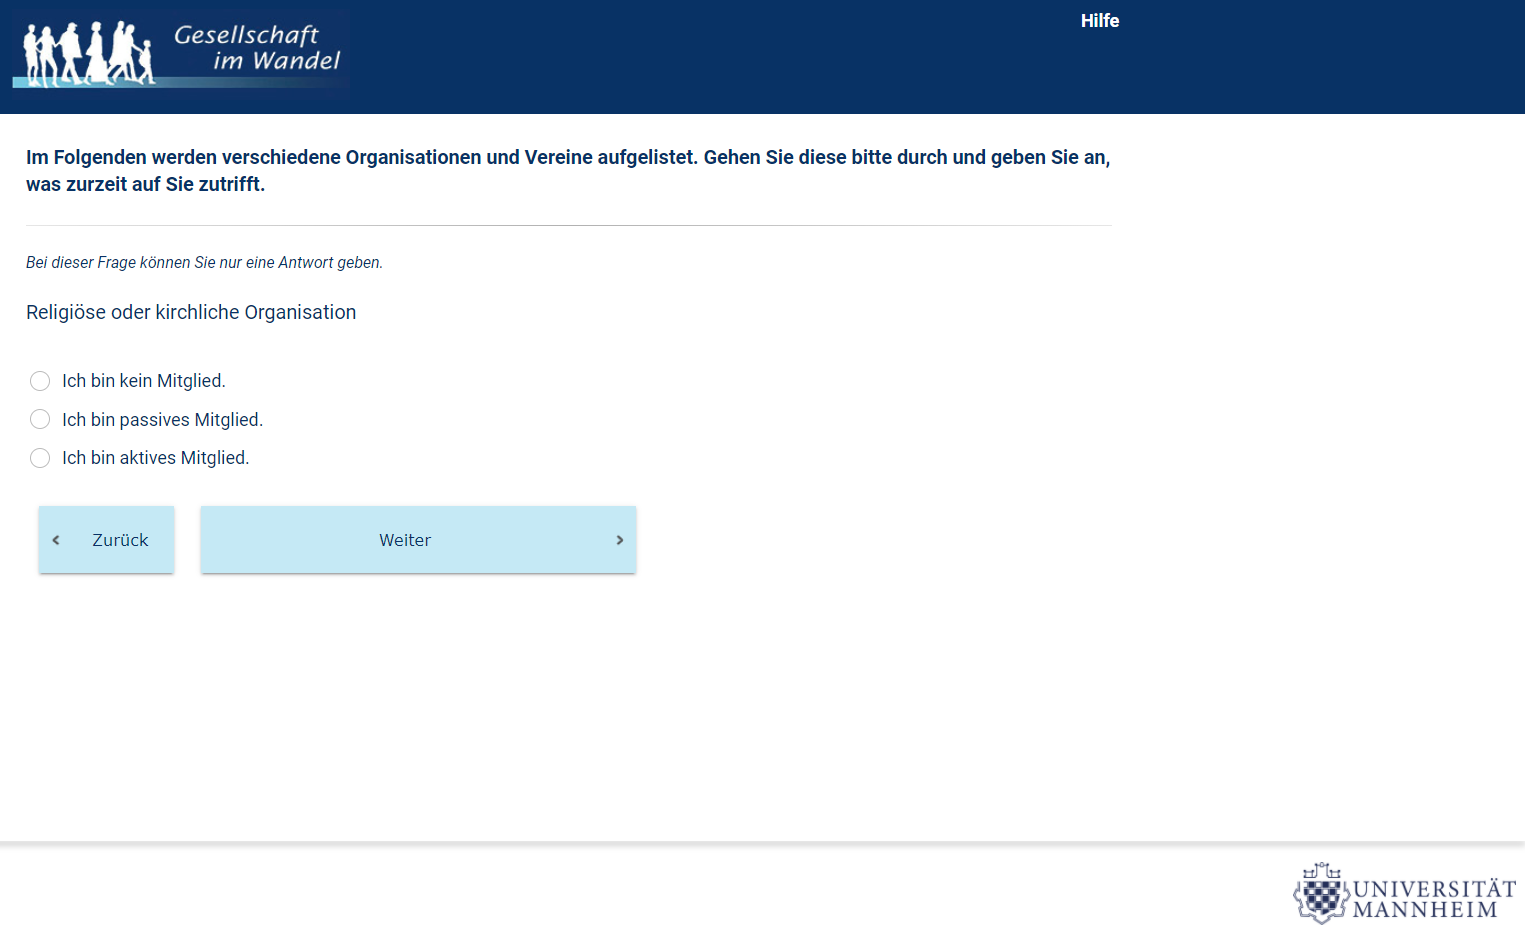 Gesellschaft
im Wandel
Hilfe
Im Folgenden werden verschiedene Organisationen und Vereine aufgelistet. Gehen Sie diese bitte durch und geben Sie an,
was zurzeit auf Sie zutrifft.
Bei dieser Frage können Sie nur eine Antwort geben.
Religiöse oder kirchliche Organisation
Ich bin kein Mitglied.
Ich bin passives Mitglied.
Ich bin aktives Mitglied.
Zurück
Weiter
UNIVERSITÄT
MANNHEIM